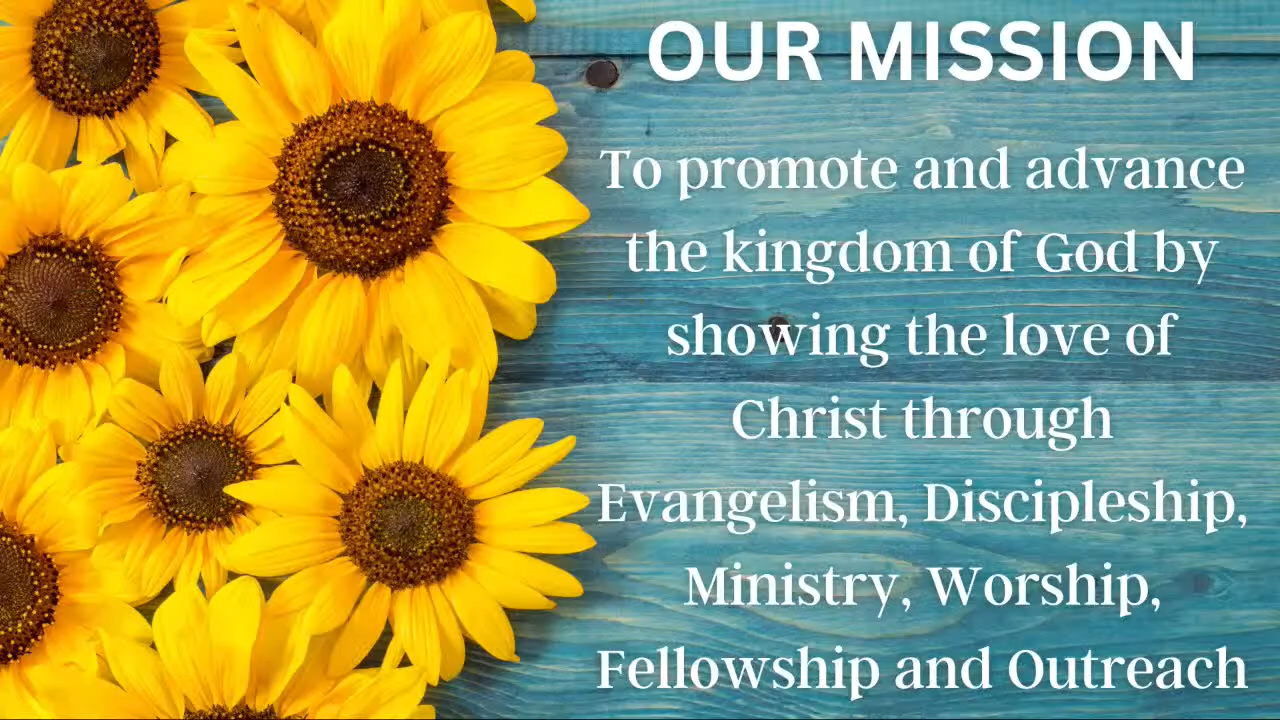 OUR MISSION
To promote and advance
the kingdom of God by
showing the love of
Christ through
Evangelism, Discipleship,
Ministry, Worship,
Fellowship and Outreach